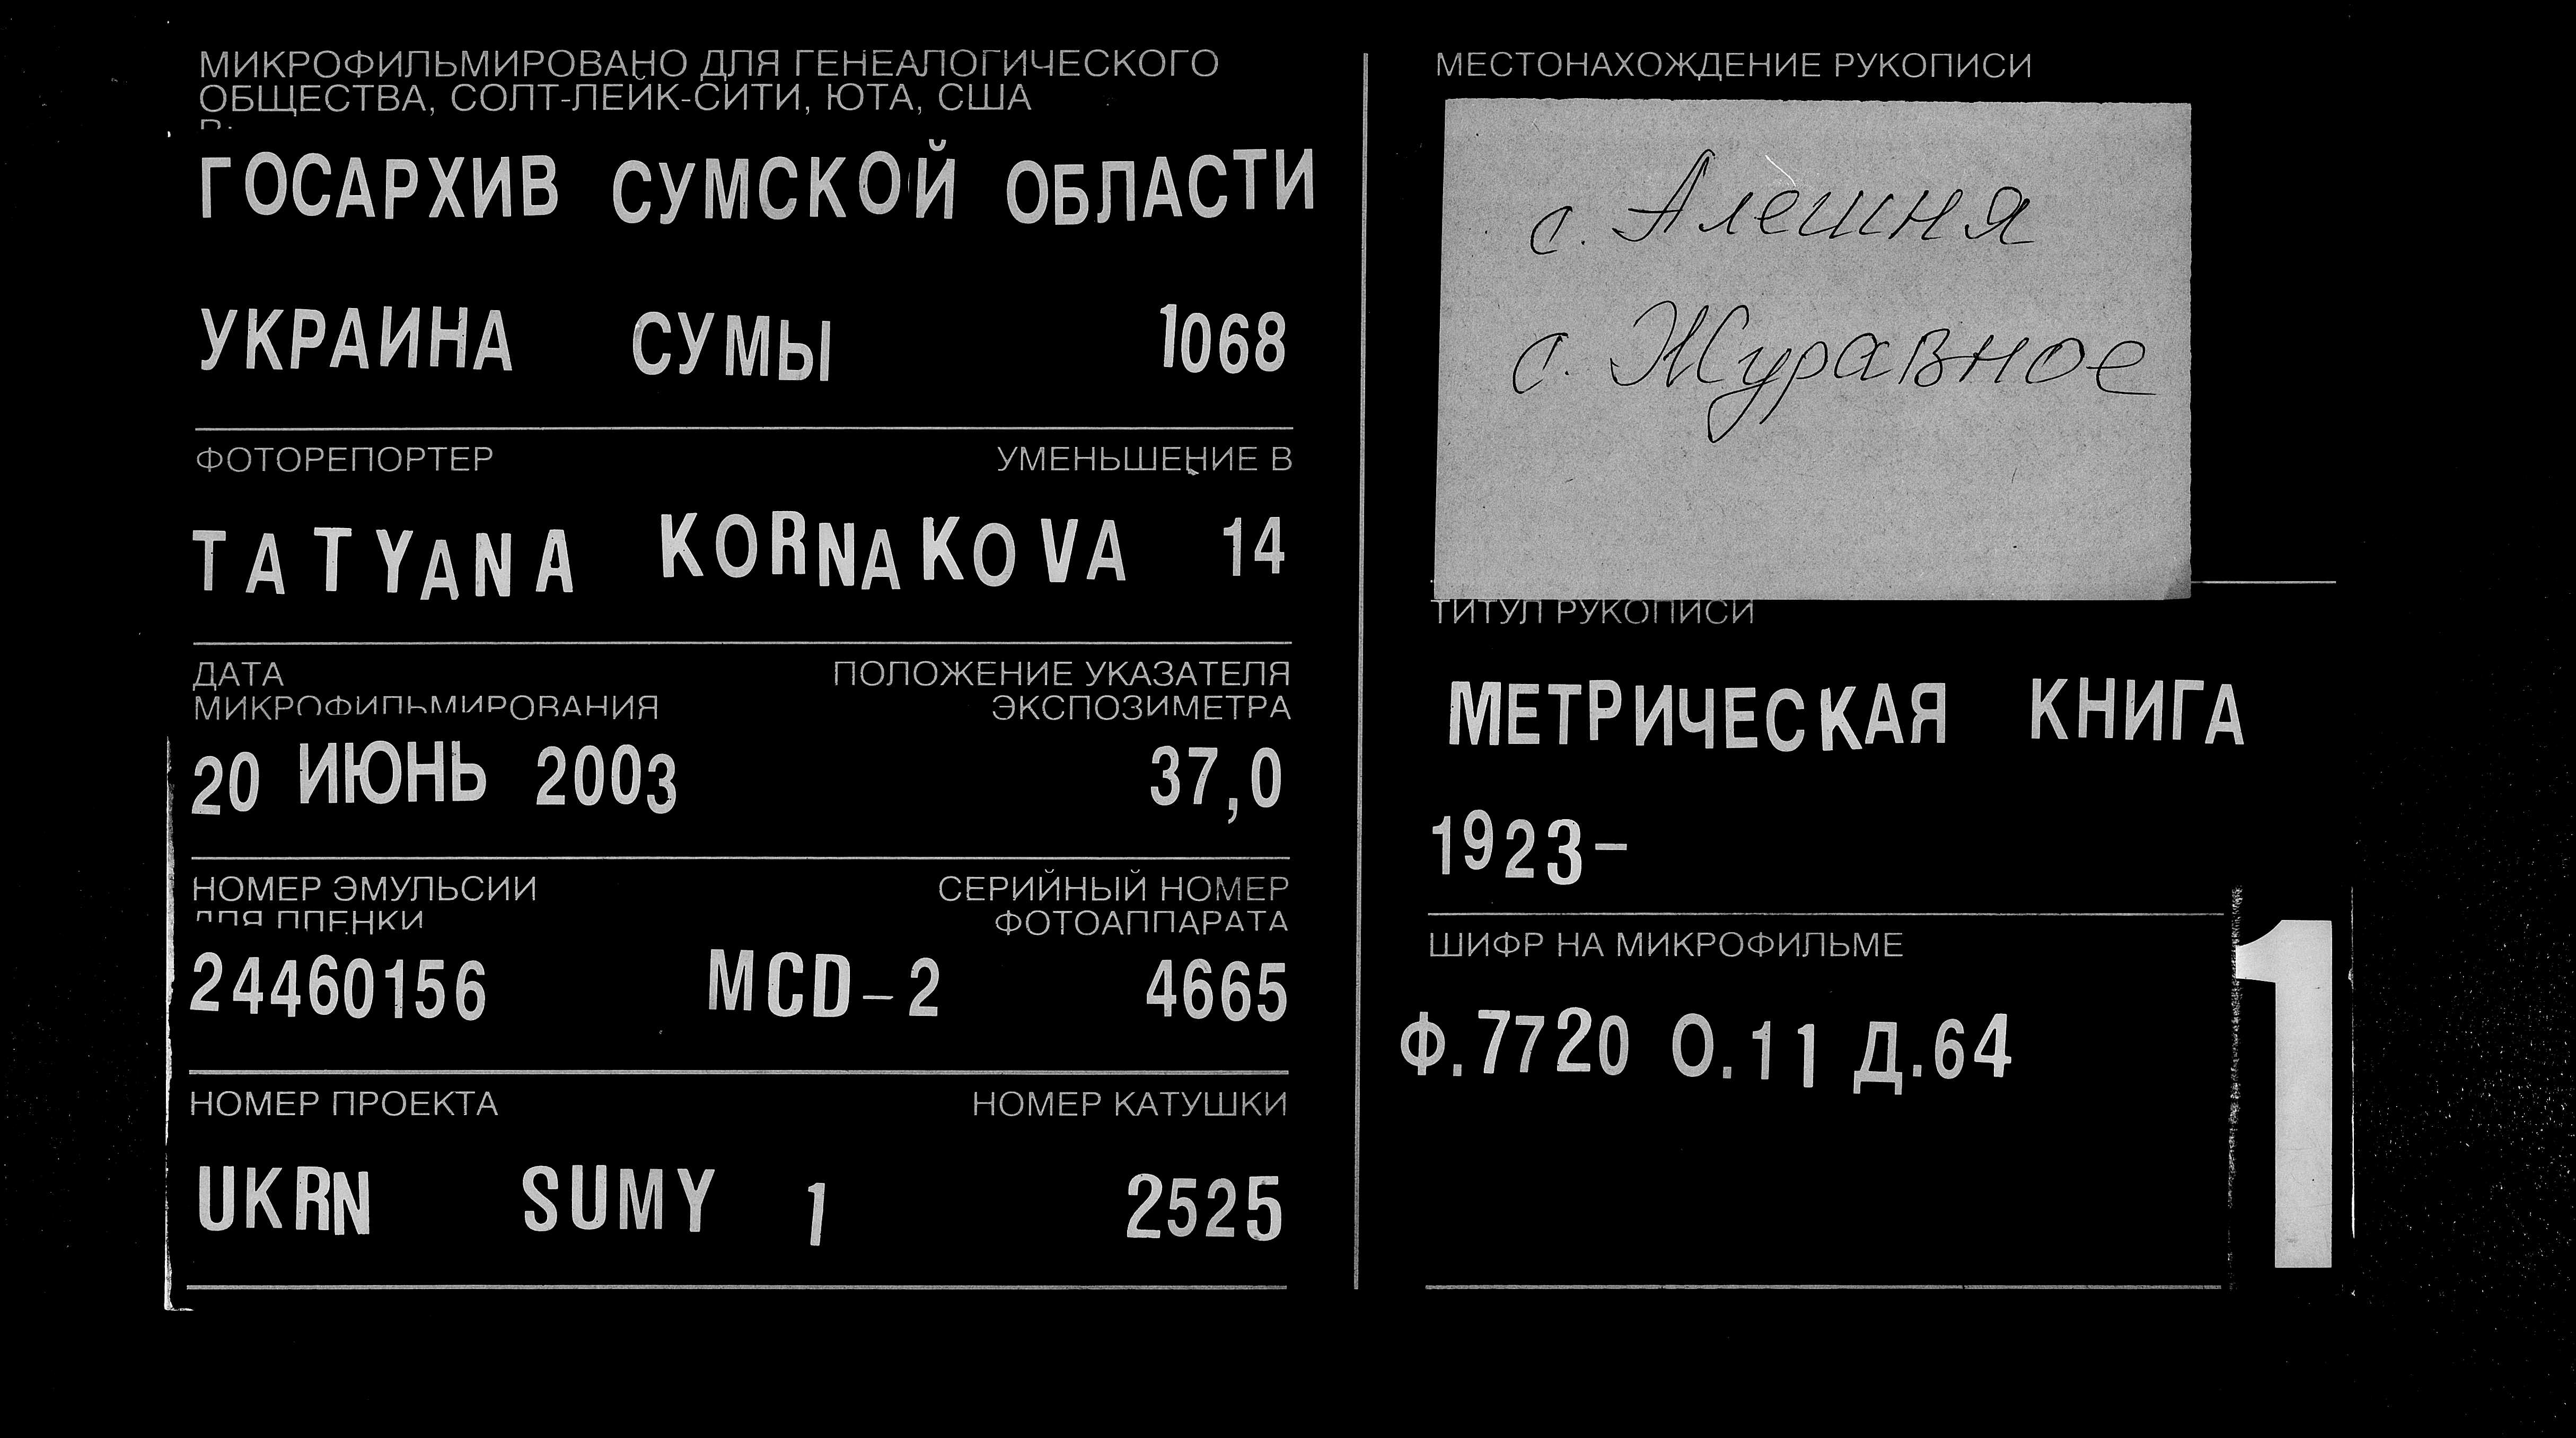 МИКРОФИЛЬМИРОВАНО ДЛЯ ГЕНЕАЛОГИЧЕСКОГО
ОБЩЕСТВА, СОЛТ-ЛЕЙК-СИТИ, ЮТА, США
В:
ГОСАРХИВ СУМСКОЙ ОБЛАСТИ
УКРАИНА СУМЫ 1068
ФОТОРЕПОРТЕР УМЕНЬШЕНИЕ В
TATYANA KORNAKOVA 14
ДАТА ПОЛОЖЕНИЕ УКАЗАТЕЛЯ
МИКРОФИЛЬМИРОВАНИЯ ЭКСПОЗИМЕТРА
20 ИЮНЬ 2003 37,0
НОМЕР ЭМУЛЬСИИ СЕРИЙНЫЙ НОМЕР
ДЛЯ ПЛЕНКИ ФОТОАППАРАТА
24460156 MCD-2 4665
НОМЕР ПРОЕКТА НОМЕР КАТУШКИ
UKRN SUMY 1 2525
МЕСТОНАХОЖДЕНИЕ РУКОПИСИ
с. Алешня
с. Журавное
ТИТУЛ РУКОПИСИ
МЕТРИЧЕСКАЯ КНИГА
1923-
ШИФР НА МИКРОФИЛЬМЕ
Ф.7720 О.11 Д.64
1